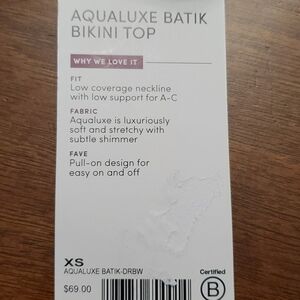 AQUALUXE BATIK
BIKINI TOP
WHY WE LOVE IT
FIT
Low coverage neckline
with low support for A-C
FABRIC
Aqualuxe is luxuriously
soft and stretchy with
subtle shimmer
FAVE
Pull-on design for
easy on and off
XS
AQUALUXE BATIK-DRBW
$69.00
Certified
B